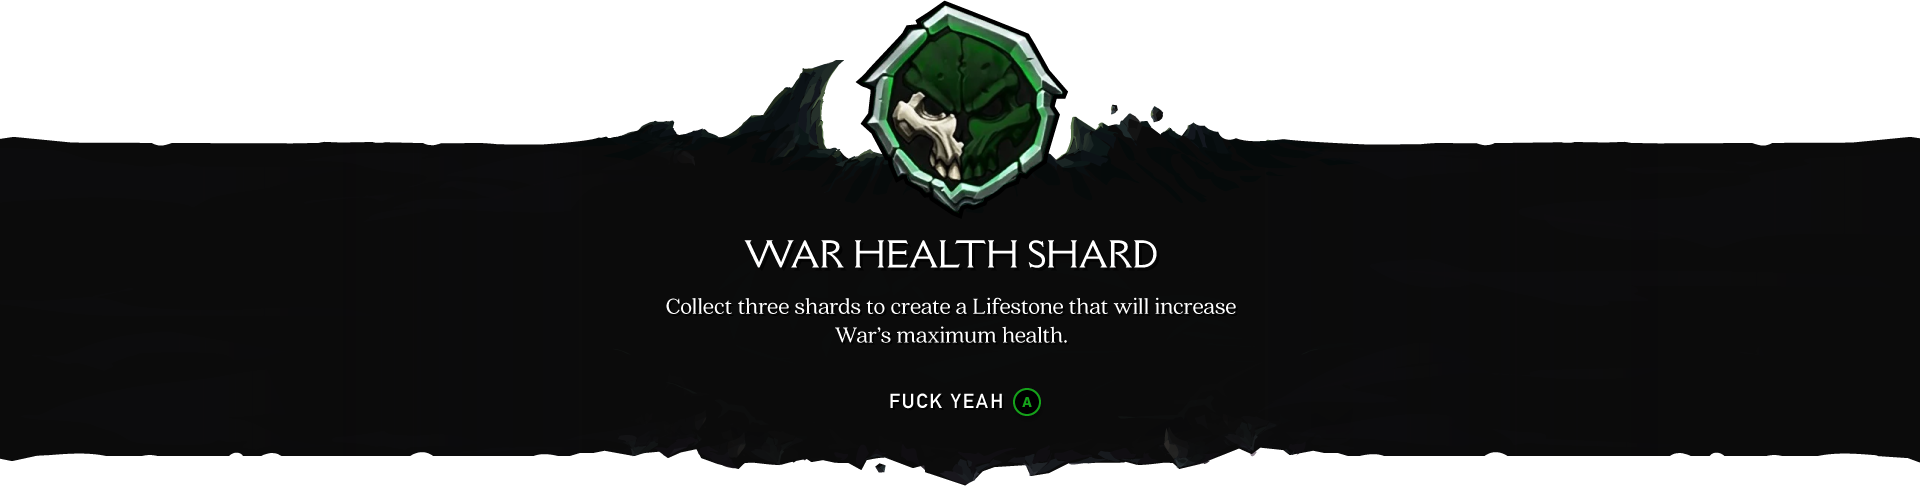 WAR HEALTH SHARD
Collect three shards to create a Lifestone that will increase
War’s maximum health.
FUCK YEAH A